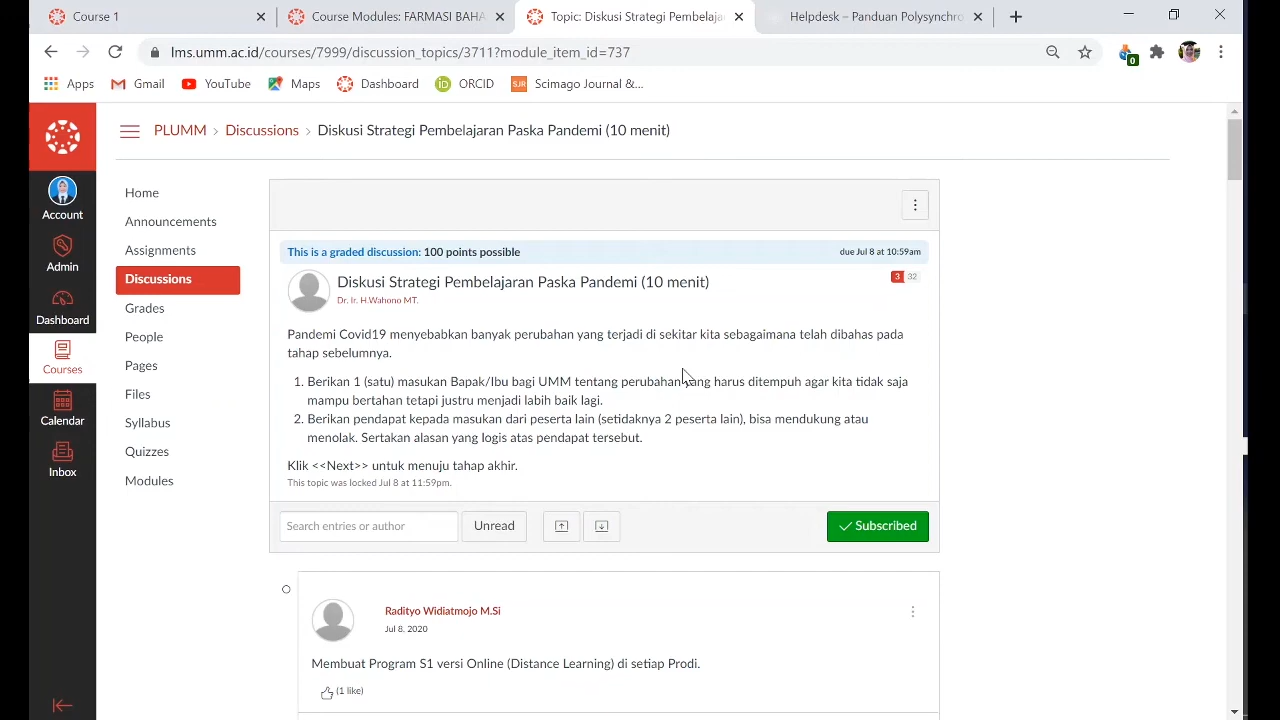 Course 1
Course Modules: FARMASI BAHA
Topic: Diskusi Strategi Pembelaja
Helpdesk – Panduan Polysynchro
lms.umm.ac.id/courses/7999/discussion_topics/3711?module_item_id=737
0
Apps
Gmail
YouTube
Maps
Dashboard
ORCID
SJR
Scimago Journal &...
PLUMM › Discussions › Diskusi Strategi Pembelajaran Paska Pandemi (10 menit)
Account
Admin
Dashboard
Courses
Calendar
Inbox
Home
Announcements
Assignments
Discussions
Grades
People
Pages
Files
Syllabus
Quizzes
Modules
This is a graded discussion: 100 points possible
due Jul 8 at 10:59am
Diskusi Strategi Pembelajaran Paska Pandemi (10 menit)
3 32
Dr. Ir. H.Wahono MT.
Pandemi Covid19 menyebabkan banyak perubahan yang terjadi di sekitar kita sebagaimana telah dibahas pada
tahap sebelumnya.
1. Berikan 1 (satu) masukan Bapak/Ibu bagi UMM tentang perubahan yang harus ditempuh agar kita tidak saja
mampu bertahan tetapi justru menjadi labih baik lagi.
2. Berikan pendapat kepada masukan dari peserta lain (setidaknya 2 peserta lain), bisa mendukung atau
menolak. Sertakan alasan yang logis atas pendapat tersebut.
Klik <<Next>> untuk menuju tahap akhir.
This topic was locked Jul 8 at 11:59pm.
Search entries or author
Unread
Subscribed
Radityo Widiatmojo M.Si
Jul 8, 2020
Membuat Program S1 versi Online (Distance Learning) di setiap Prodi.
(1 like)